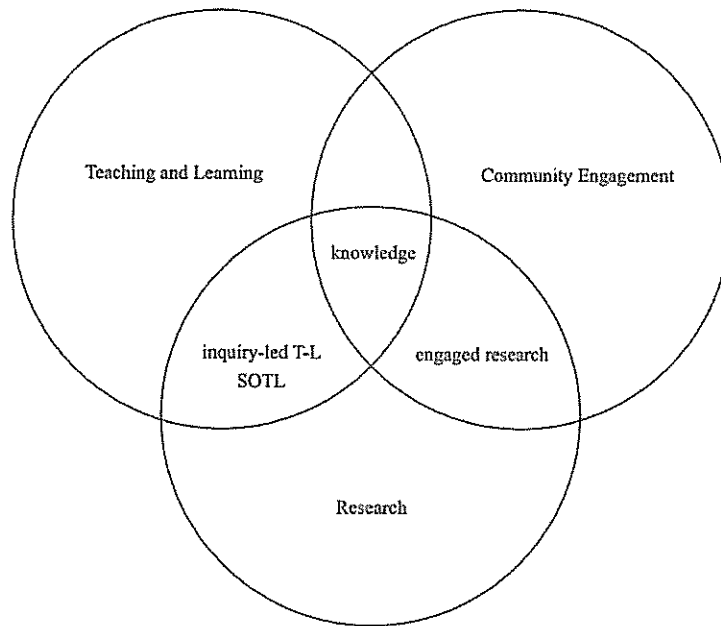 Teaching and Learning
Community Engagement
knowledge
inquiry-led T-L
SOTL
engaged research
Research